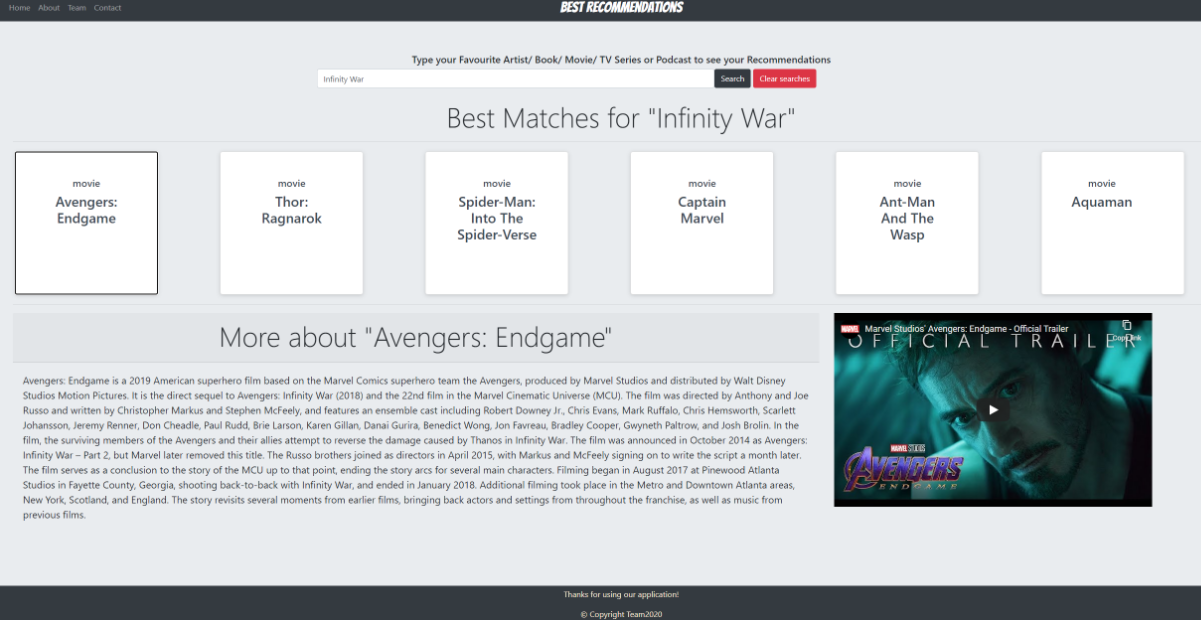 Home About Team Contact
BEST RECOMMENDATIONS
Type your Favourite Artist/ Book/ Movie/ TV Series or Podcast to see your Recommendations
Infinity War
Search
Clear searches
Best Matches for "Infinity War"
movie
Avengers:
Endgame
movie
Thor:
Ragnarok
movie
Spider-Man:
Into The
Spider-Verse
movie
Captain
Marvel
movie
Ant-Man
And The
Wasp
movie
Aquaman
More about "Avengers: Endgame"
Avengers: Endgame is a 2019 American superhero film based on the Marvel Comics superhero team the Avengers, produced by Marvel Studios and distributed by Walt Disney
Studios Motion Pictures. It is the direct sequel to Avengers: Infinity War (2018) and the 22nd film in the Marvel Cinematic Universe (MCU). The film was directed by Anthony and Joe
Russo and written by Christopher Markus and Stephen McFeely, and features an ensemble cast including Robert Downey Jr., Chris Evans, Mark Ruffalo, Chris Hemsworth, Scarlett
Johansson, Jeremy Renner, Don Cheadle, Paul Rudd, Brie Larson, Karen Gillan, Danai Gurira, Benedict Wong, Jon Favreau, Bradley Cooper, Gwyneth Paltrow, and Josh Brolin. In the
film, the surviving members of the Avengers and their allies attempt to reverse the damage caused by Thanos in Infinity War. The film was announced in October 2014 as Avengers:
Infinity War – Part 2, but Marvel later removed this title. The Russo brothers joined as directors in April 2015, with Markus and McFeely signing on to write the script a month later.
The film serves as a conclusion to the story of the MCU up to that point, ending the story arcs for several main characters. Filming began in August 2017 at Pinewood Atlanta
Studios in Fayette County, Georgia, shooting back-to-back with Infinity War, and ended in January 2018. Additional filming took place in the Metro and Downtown Atlanta areas,
New York, Scotland, and England. The story revisits several moments from earlier films, bringing back actors and settings from throughout the franchise, as well as music from
previous films.
MARVEL
Marvel Studios' Avengers: Endgame - Official Trailer
Copy link
OFFICIAL TRAILER
MARVEL STUDIOS
AVENGERS
ENDGAME
Thanks for using our application!
© Copyright Team2020